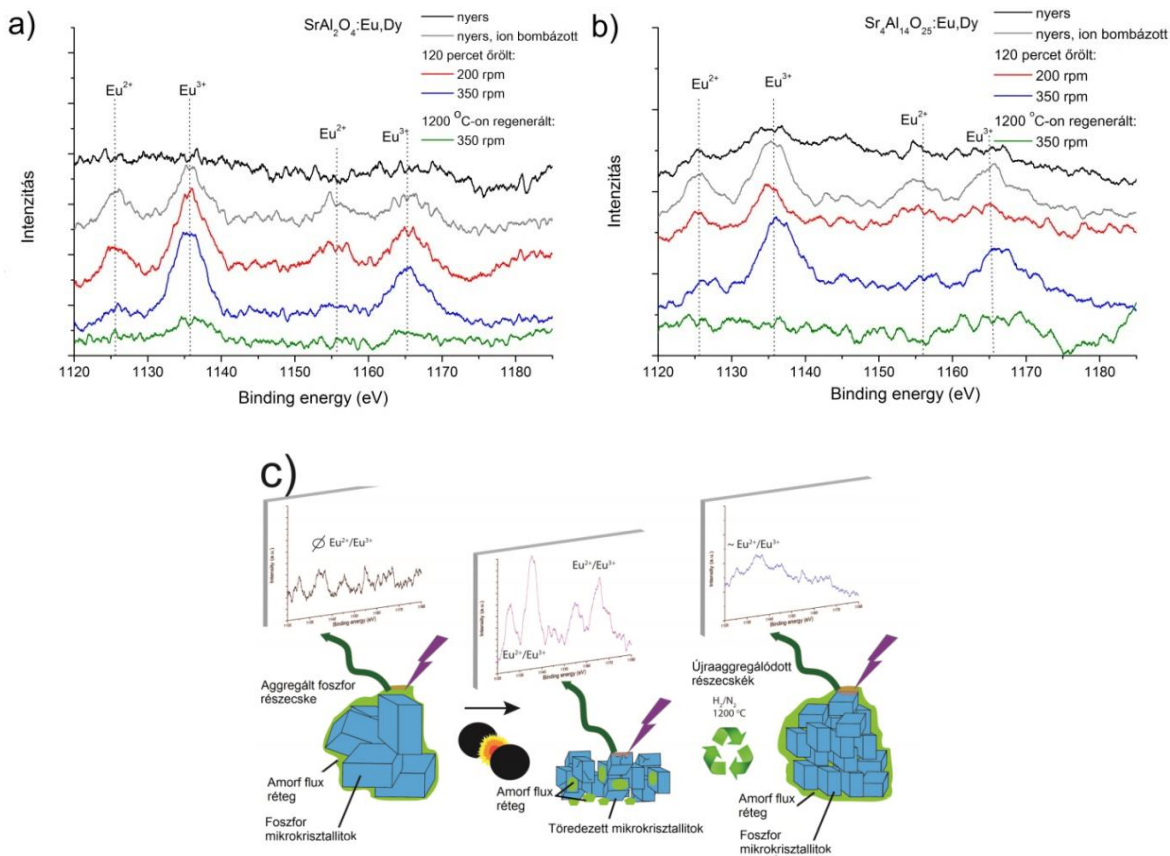 a)
SrAl₂O₄:Eu,Dy
nyers
nyers, ion bombázott
120 percet őrölt:
200 rpm
350 rpm
1200 °C-on regenerált:
350 rpm
Eu²⁺
Eu³⁺
Eu²⁺
Eu³⁺
Intenzitás
1120 1130 1140 1150 1160 1170 1180
Binding energy (eV)
b)
Sr₄Al₁₄O₂₅:Eu,Dy
nyers
nyers, ion bombázott
120 percet őrölt:
200 rpm
350 rpm
1200 °C-on regenerált:
350 rpm
Eu²⁺
Eu³⁺
Eu²⁺
Eu³⁺
Intenzitás
1120 1130 1140 1150 1160 1170 1180
Binding energy (eV)
c)
∅ Eu²⁺/Eu³⁺
Intensity (a.u.)
Binding energy (eV)
Eu²⁺/Eu³⁺
Eu²⁺/Eu³⁺
Intensity (a.u.)
Binding energy (eV)
~ Eu²⁺/Eu³⁺
Intensity (a.u.)
Binding energy (eV)
Aggregált foszfor
részecske
Amorf flux
réteg
Foszfor
mikrokrisztallitok
Amorf flux
réteg
Töredezett mikrokrisztallitok
Újraaggregálódott
részecskék
H₂/N₂
1200 °C
Amorf flux
réteg
Foszfor
mikrokrisztallitok